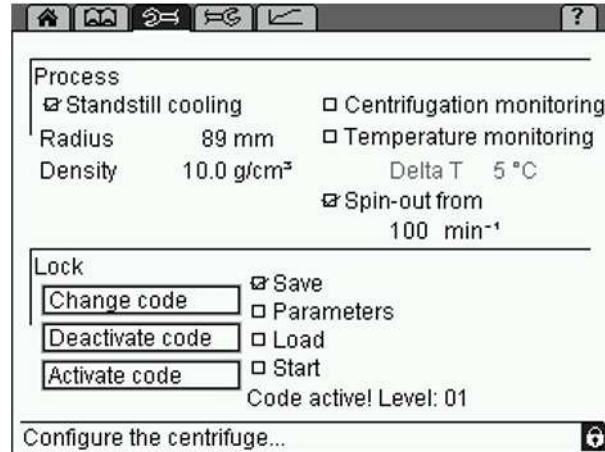 ?
Process
Standstill cooling
Centrifugation monitoring
Radius 89 mm
Temperature monitoring
Density 10.0 g/cm³
Delta T 5 °C
Spin-out from
100 min⁻¹
Lock
Save
Change code
Parameters
Deactivate code
Load
Start
Activate code
Code active! Level: 01
Configure the centrifuge...